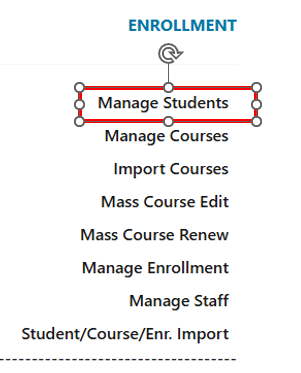 ENROLLMENT
Manage Students
Manage Courses
Import Courses
Mass Course Edit
Mass Course Renew
Manage Enrollment
Manage Staff
Student/Course/Enr. Import